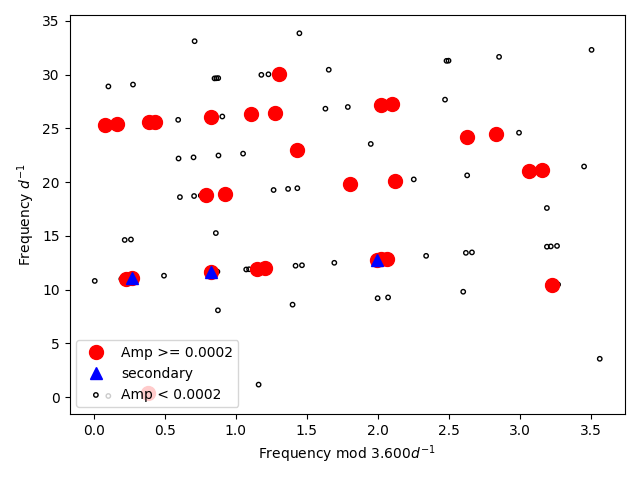 35
30
25
20
15
10
5
0
Frequency $d^{-1}$
Amp >= 0.0002
secondary
Amp < 0.0002
0.0 0.5 1.0 1.5 2.0 2.5 3.0 3.5
Frequency mod 3.600$d^{-1}$